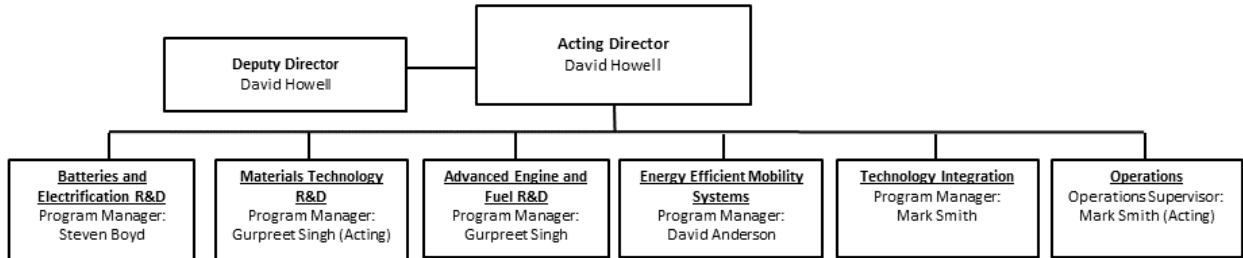 Acting Director
David Howell
Deputy Director
David Howell
Batteries and
Electrification R&D
Program Manager:
Steven Boyd
Materials Technology
R&D
Program Manager:
Gurpreet Singh (Acting)
Advanced Engine and
Fuel R&D
Program Manager:
Gurpreet Singh
Energy Efficient Mobility
Systems
Program Manager:
David Anderson
Technology Integration
Program Manager:
Mark Smith
Operations
Operations Supervisor:
Mark Smith (Acting)